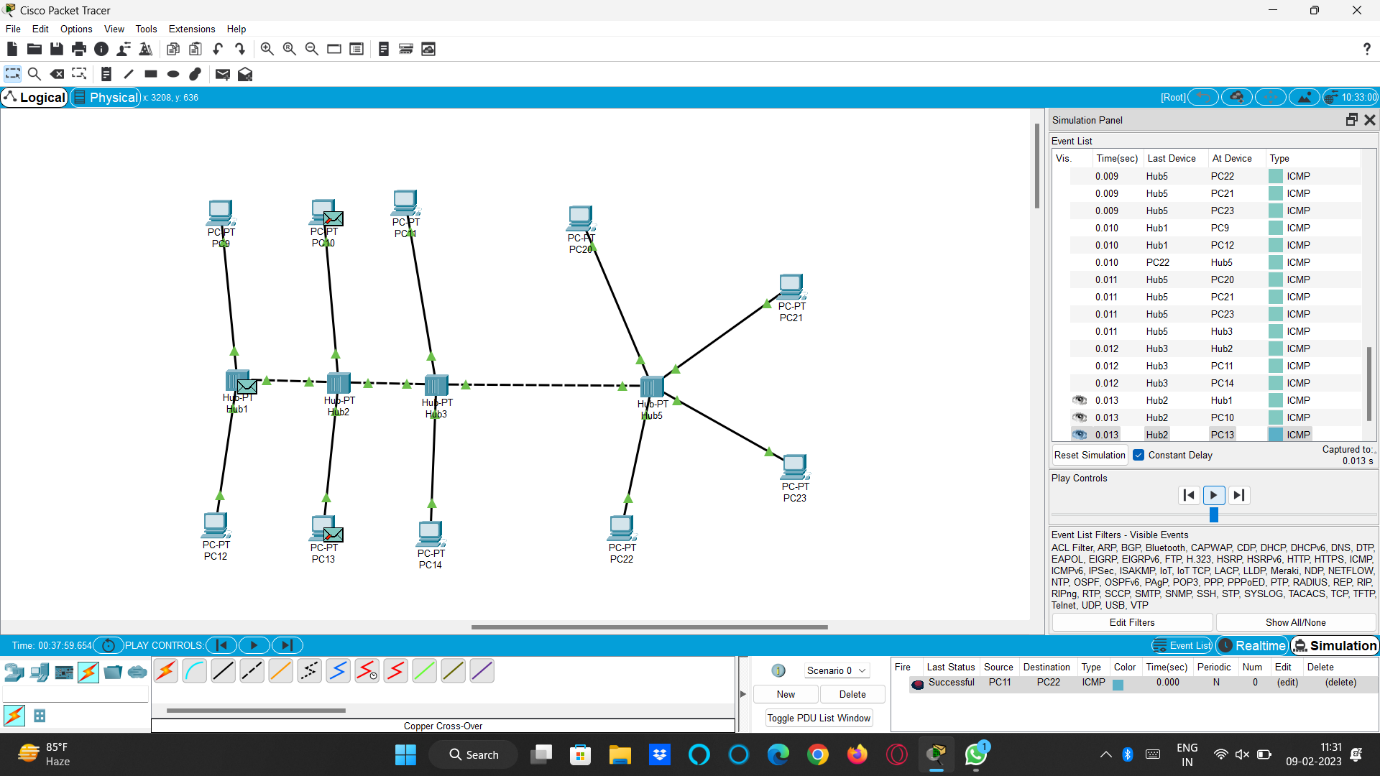 Cisco Packet Tracer
File Edit Options View Tools Extensions Help
?
Logical Physical x: 3208, y: 636 [Root] 10:33:00
Simulation Panel
Event List
Vis. Time(sec) Last Device At Device Type
0.009 Hub5 PC22 ICMP
0.009 Hub5 PC21 ICMP
0.009 Hub5 PC23 ICMP
0.010 Hub1 PC9 ICMP
0.010 Hub1 PC12 ICMP
0.010 PC22 Hub5 ICMP
0.011 Hub5 PC20 ICMP
0.011 Hub5 PC21 ICMP
0.011 Hub5 PC23 ICMP
0.011 Hub5 Hub3 ICMP
0.012 Hub3 Hub2 ICMP
0.012 Hub3 PC11 ICMP
0.012 Hub3 PC14 ICMP
0.013 Hub2 Hub1 ICMP
0.013 Hub2 PC10 ICMP
0.013 Hub2 PC13 ICMP
Reset Simulation Constant Delay Captured to:
0.013 s
Play Controls
Event List Filters - Visible Events
ACL Filter, ARP, BGP, Bluetooth, CAPWAP, CDP, DHCP, DHCPv6, DNS, DTP,
EAPOL, EIGRP, EIGRPv6, FTP, H.323, HSRP, HSRPv6, HTTP, HTTPS, ICMP,
ICMPv6, IPSec, ISAKMP, IoT, IoT TCP, LACP, LLDP, Meraki, NDP, NETFLOW,
NTP, OSPF, OSPFv6, PAgP, POP3, PPP, PPPoED, PTP, RADIUS, REP, RIP,
RIPng, RTP, SCCP, SMTP, SNMP, SSH, STP, SYSLOG, TACACS, TCP, TFTP,
Telnet, UDP, USB, VTP
Edit Filters Show All/None
PC-PT
PC9
PC-PT
PC10
PC-PT
PC11
PC-PT
PC20
PC-PT
PC21
Hub-PT
Hub1
Hub-PT
Hub2
Hub-PT
Hub3
Hub-PT
Hub5
PC-PT
PC23
PC-PT
PC12
PC-PT
PC13
PC-PT
PC14
PC-PT
PC22
Time: 00:37:59.654 PLAY CONTROLS: Event List Realtime Simulation
Scenario 0
New Delete
Toggle PDU List Window
Fire Last Status Source Destination Type Color Time(sec) Periodic Num Edit Delete
Successful PC11 PC22 ICMP 0.000 N 0 (edit) (delete)
Copper Cross-Over
85°F
Haze
Search
1
ENG
IN
11:31
09-02-2023